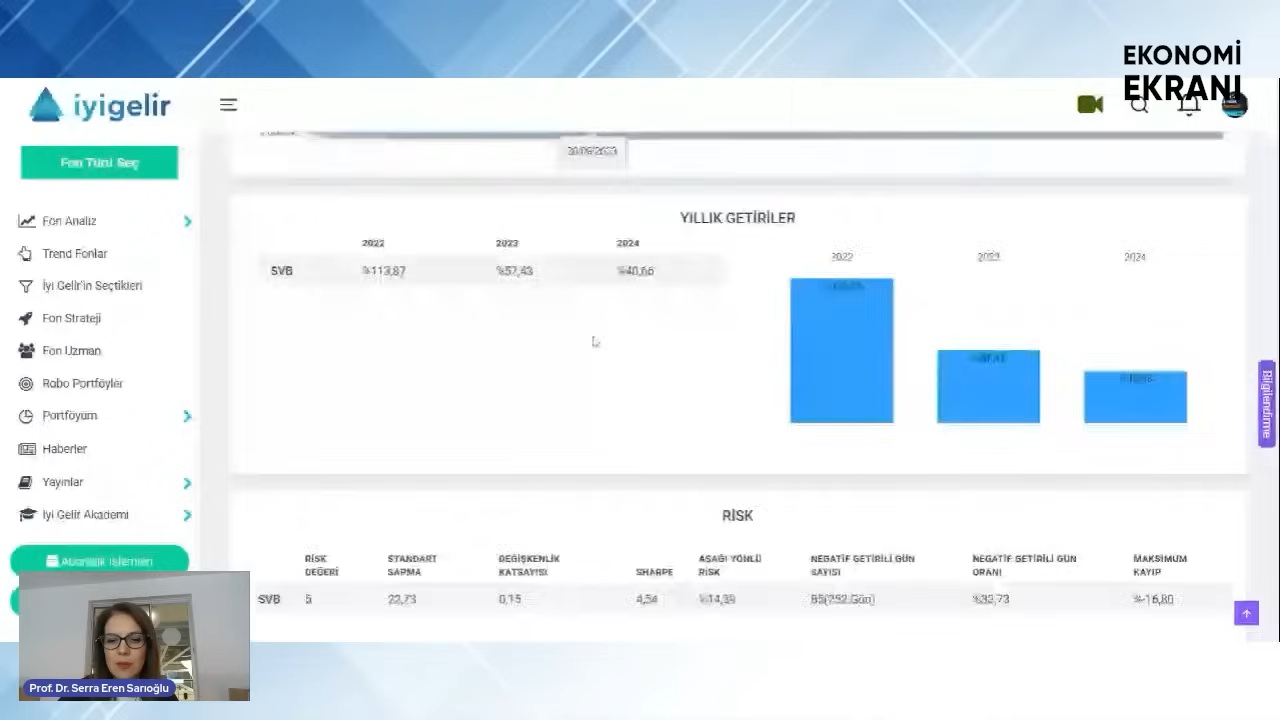 EKONOMİ
EKRANI
iyigelir
Fon Türü Seç
Fon Analiz
Trend Fonlar
İyi Gelir'in Seçtikleri
Fon Strateji
Fon Uzman
Robo Portföyler
Portföyüm
Haberler
Yayınlar
İyi Gelir Akademi
Abonelik İşlemleri
YILLIK GETİRİLER
2022 2023 2024
SVB %113,87 %57,43 %40,66
2022 2023 2024
Bilgilendirme
RİSK
RİSK DEĞERİ STANDART SAPMA DEĞİŞKENLİK KATSAYISI SHARPE AŞAĞI YÖNLÜ RİSK NEGATİF GETİRİLİ GÜN SAYISI NEGATİF GETİRİLİ GÜN ORANI MAKSİMUM KAYIP
SVB 5 22,73 0,15 4,54 %14,39 (252 Gün) %-16,80
Prof. Dr. Serra Eren Sarıoğlu